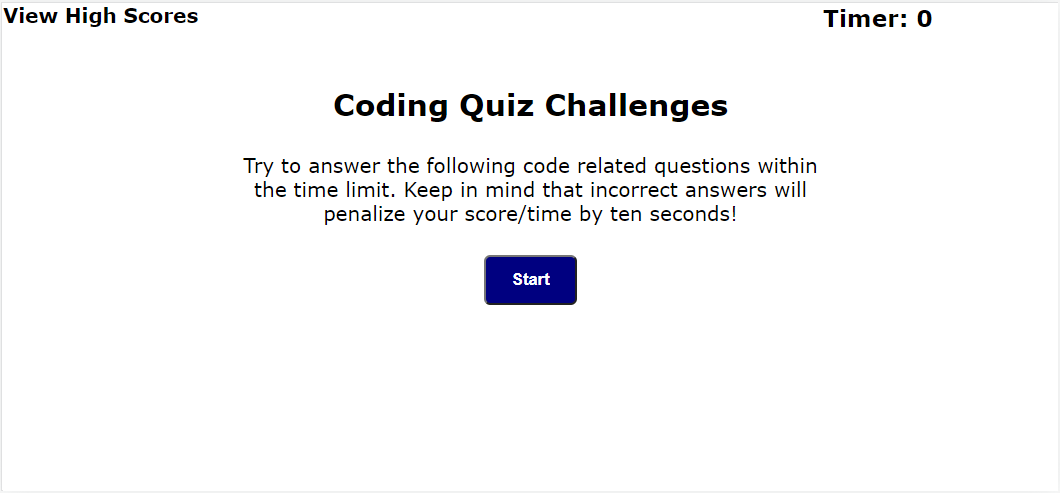 View High Scores
Timer: 0
Coding Quiz Challenges
Try to answer the following code related questions within
the time limit. Keep in mind that incorrect answers will
penalize your score/time by ten seconds!
Start